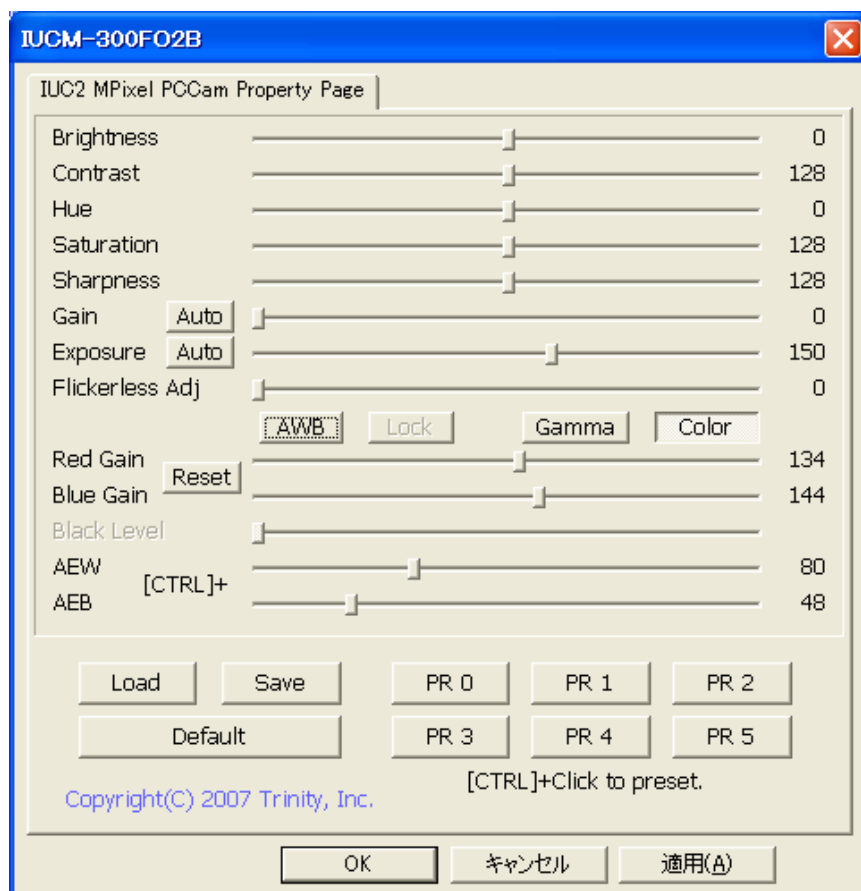 IUCM-300FO2B
IUC2 MPixel PCCam Property Page
Brightness 0
Contrast 128
Hue 0
Saturation 128
Sharpness 128
Gain Auto 0
Exposure Auto 150
Flickerless Adj 0
AWB Lock Gamma Color
Red Gain 134
Reset
Blue Gain 144
Black Level
AEW 80
[CTRL]+
AEB 48
Load Save PR 0 PR 1 PR 2
Default PR 3 PR 4 PR 5
[CTRL]+Click to preset.
Copyright(C) 2007 Trinity, Inc.
OK キャンセル 適用(A)